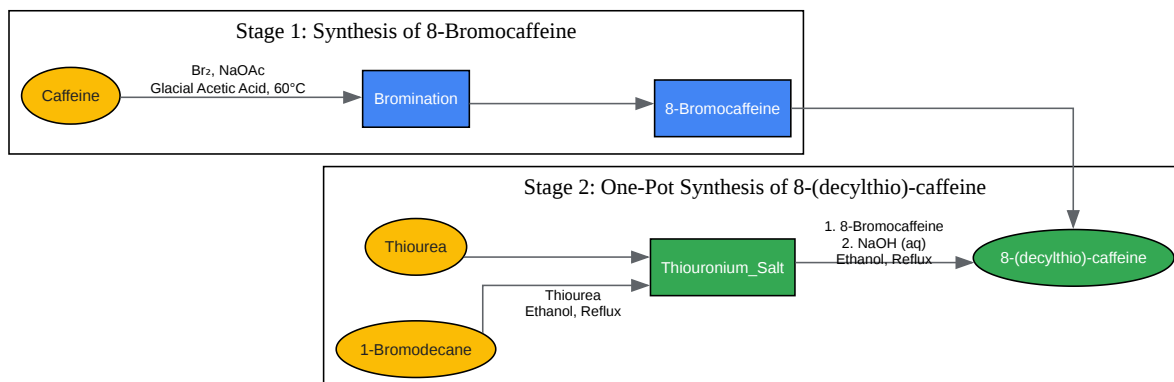 Stage 1: Synthesis of 8-Bromocaffeine
Br₂, NaOAc
Glacial Acetic Acid, 60°C
Caffeine
Bromination
8-Bromocaffeine
Stage 2: One-Pot Synthesis of 8-(decylthio)-caffeine
Thiourea
1. 8-Bromocaffeine
2. NaOH (aq)
Ethanol, Reflux
Thiouronium_Salt
8-(decylthio)-caffeine
Thiourea
Ethanol, Reflux
1-Bromodecane